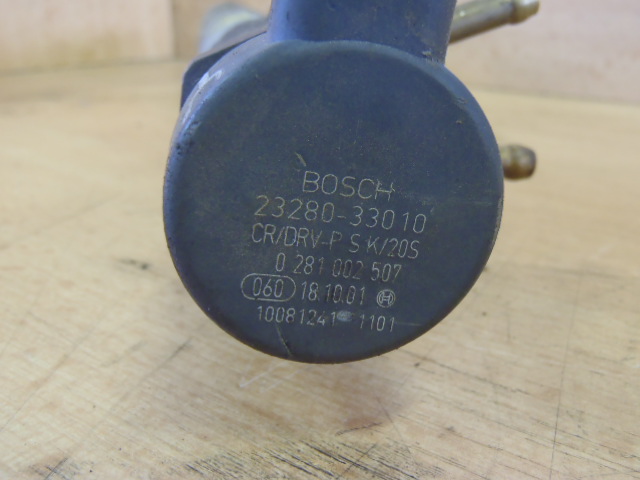 BOSCH
23280-33010
CR/DRV-P S K/20S
0 281 002 507
060 18.10.01
10081241 1101